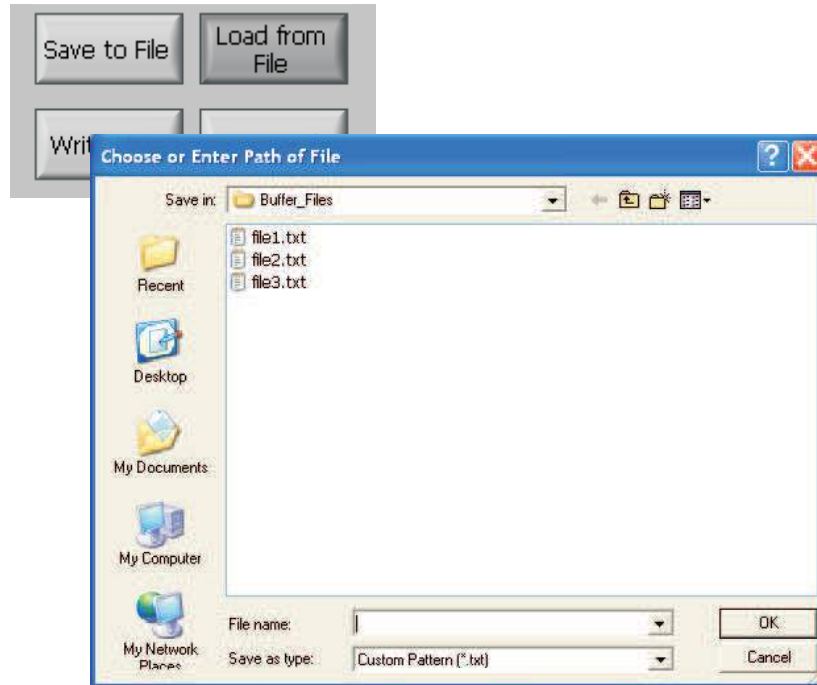 Save to File
Load from
File
Writ
Choose or Enter Path of File
Save in: Buffer_Files
file1.txt
file2.txt
file3.txt
Recent
Desktop
My Documents
My Computer
My Network
Places
File name:
OK
Save as type: Custom Pattern (*.txt)
Cancel